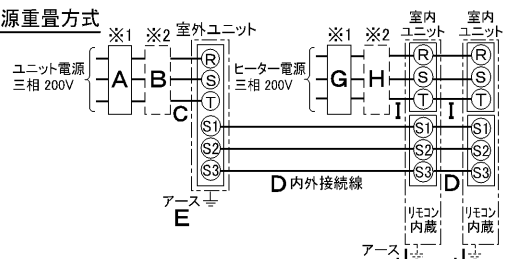 源重畳方式
※1 ※2 室外ユニット
ユニット電源
三相 200V
A B
R
S
T
C
S1
S2
S3
アース
E
※1 ※2
ヒーター電源
三相 200V
G H
室内
ユニット
室内
ユニット
R R
S S
T T
I I
S1 S1
S2 S2
S3 S3
D 内外接続線
D
リモコン
内蔵
リモコン
内蔵
アース J J